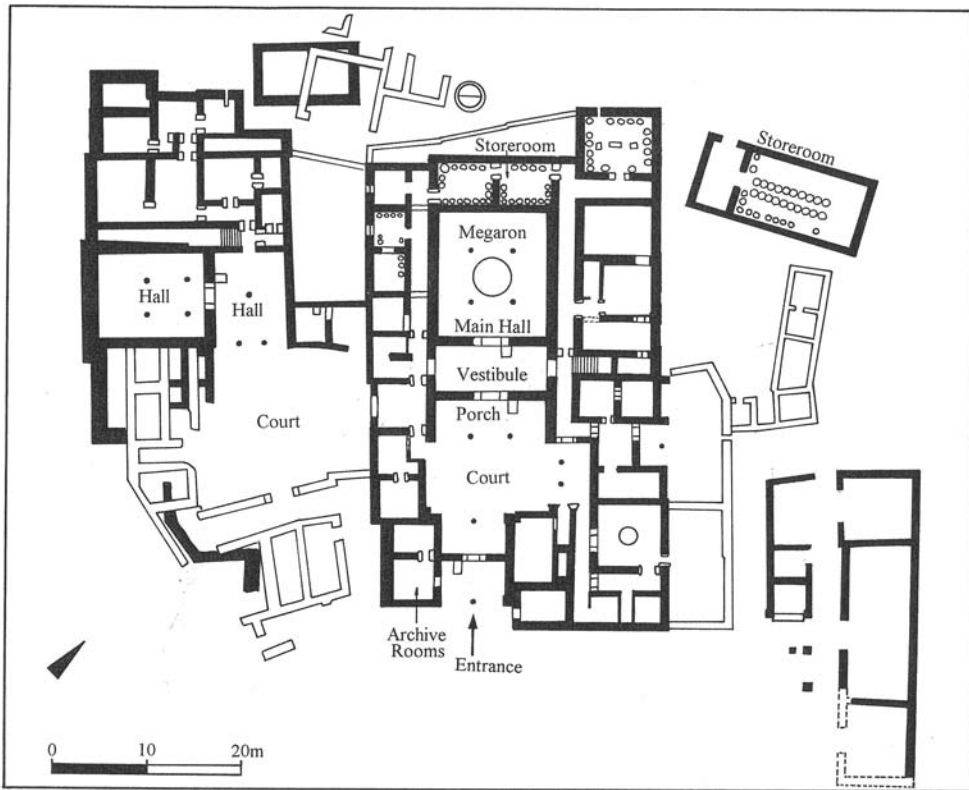 Storeroom
Storeroom
Megaron
Hall
Hall
Main Hall
Vestibule
Porch
Court
Court
Archive
Rooms
Entrance
0
10
20m